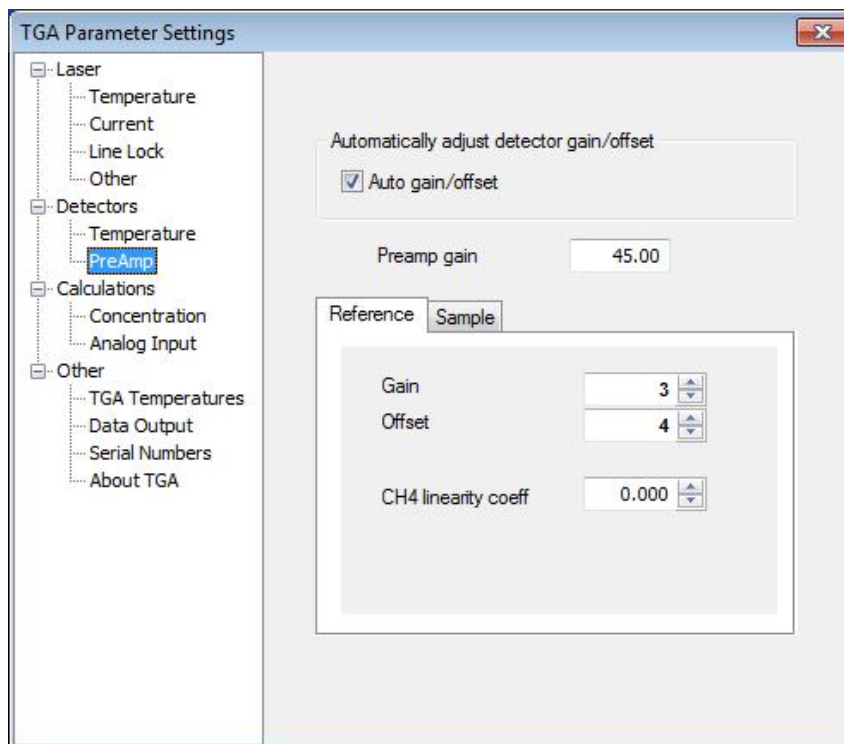 TGA Parameter Settings
Laser
Temperature
Current
Line Lock
Other
Detectors
Temperature
PreAmp
Calculations
Concentration
Analog Input
Other
TGA Temperatures
Data Output
Serial Numbers
About TGA
Automatically adjust detector gain/offset
Auto gain/offset
Preamp gain 45.00
Reference Sample
Gain 3
Offset 4
CH4 linearity coeff 0.000